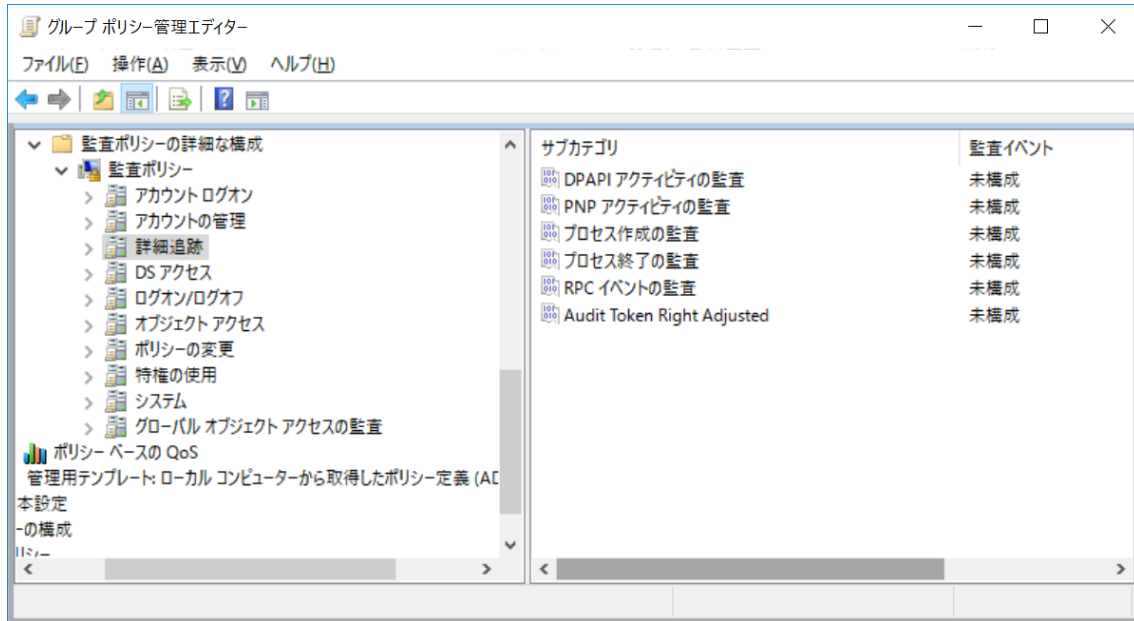 グループ ポリシー管理エディター
ファイル(F) 操作(A) 表示(V) ヘルプ(H)
監査ポリシーの詳細な構成
監査ポリシー
アカウント ログオン
アカウントの管理
詳細追跡
DS アクセス
ログオン/ログオフ
オブジェクト アクセス
ポリシーの変更
特権の使用
システム
グローバル オブジェクト アクセスの監査
ポリシー ベースの QoS
管理用テンプレート: ローカル コンピューターから取得したポリシー定義 (AD
本設定
-の構成
リシー
サブカテゴリ 監査イベント
DPAPI アクティビティの監査 未構成
PNP アクティビティの監査 未構成
プロセス作成の監査 未構成
プロセス終了の監査 未構成
RPC イベントの監査 未構成
Audit Token Right Adjusted 未構成